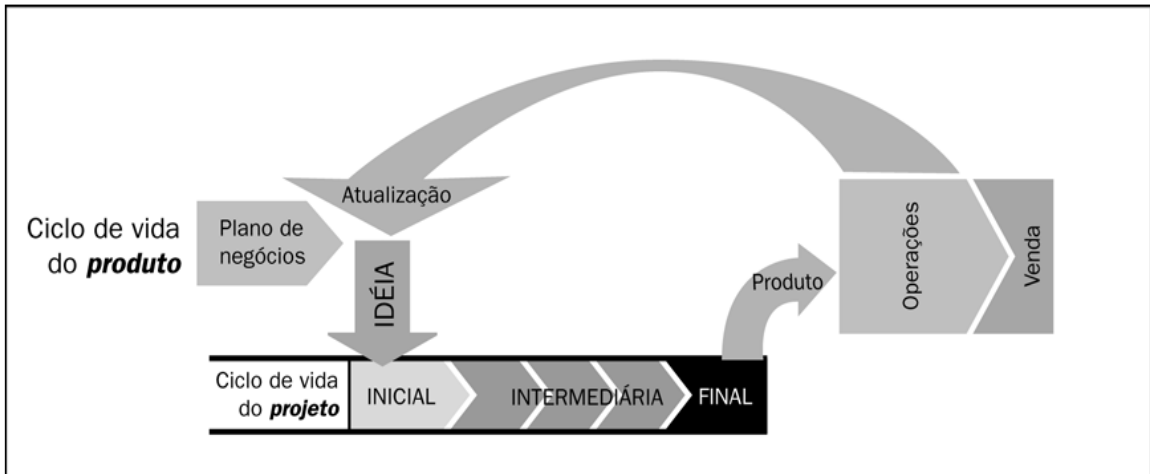 Atualização
Ciclo de vida
do produto
Plano de
negócios
IDÉIA
Produto
Operações
Venda
Ciclo de vida
do projeto
INICIAL
INTERMEDIÁRIA
FINAL